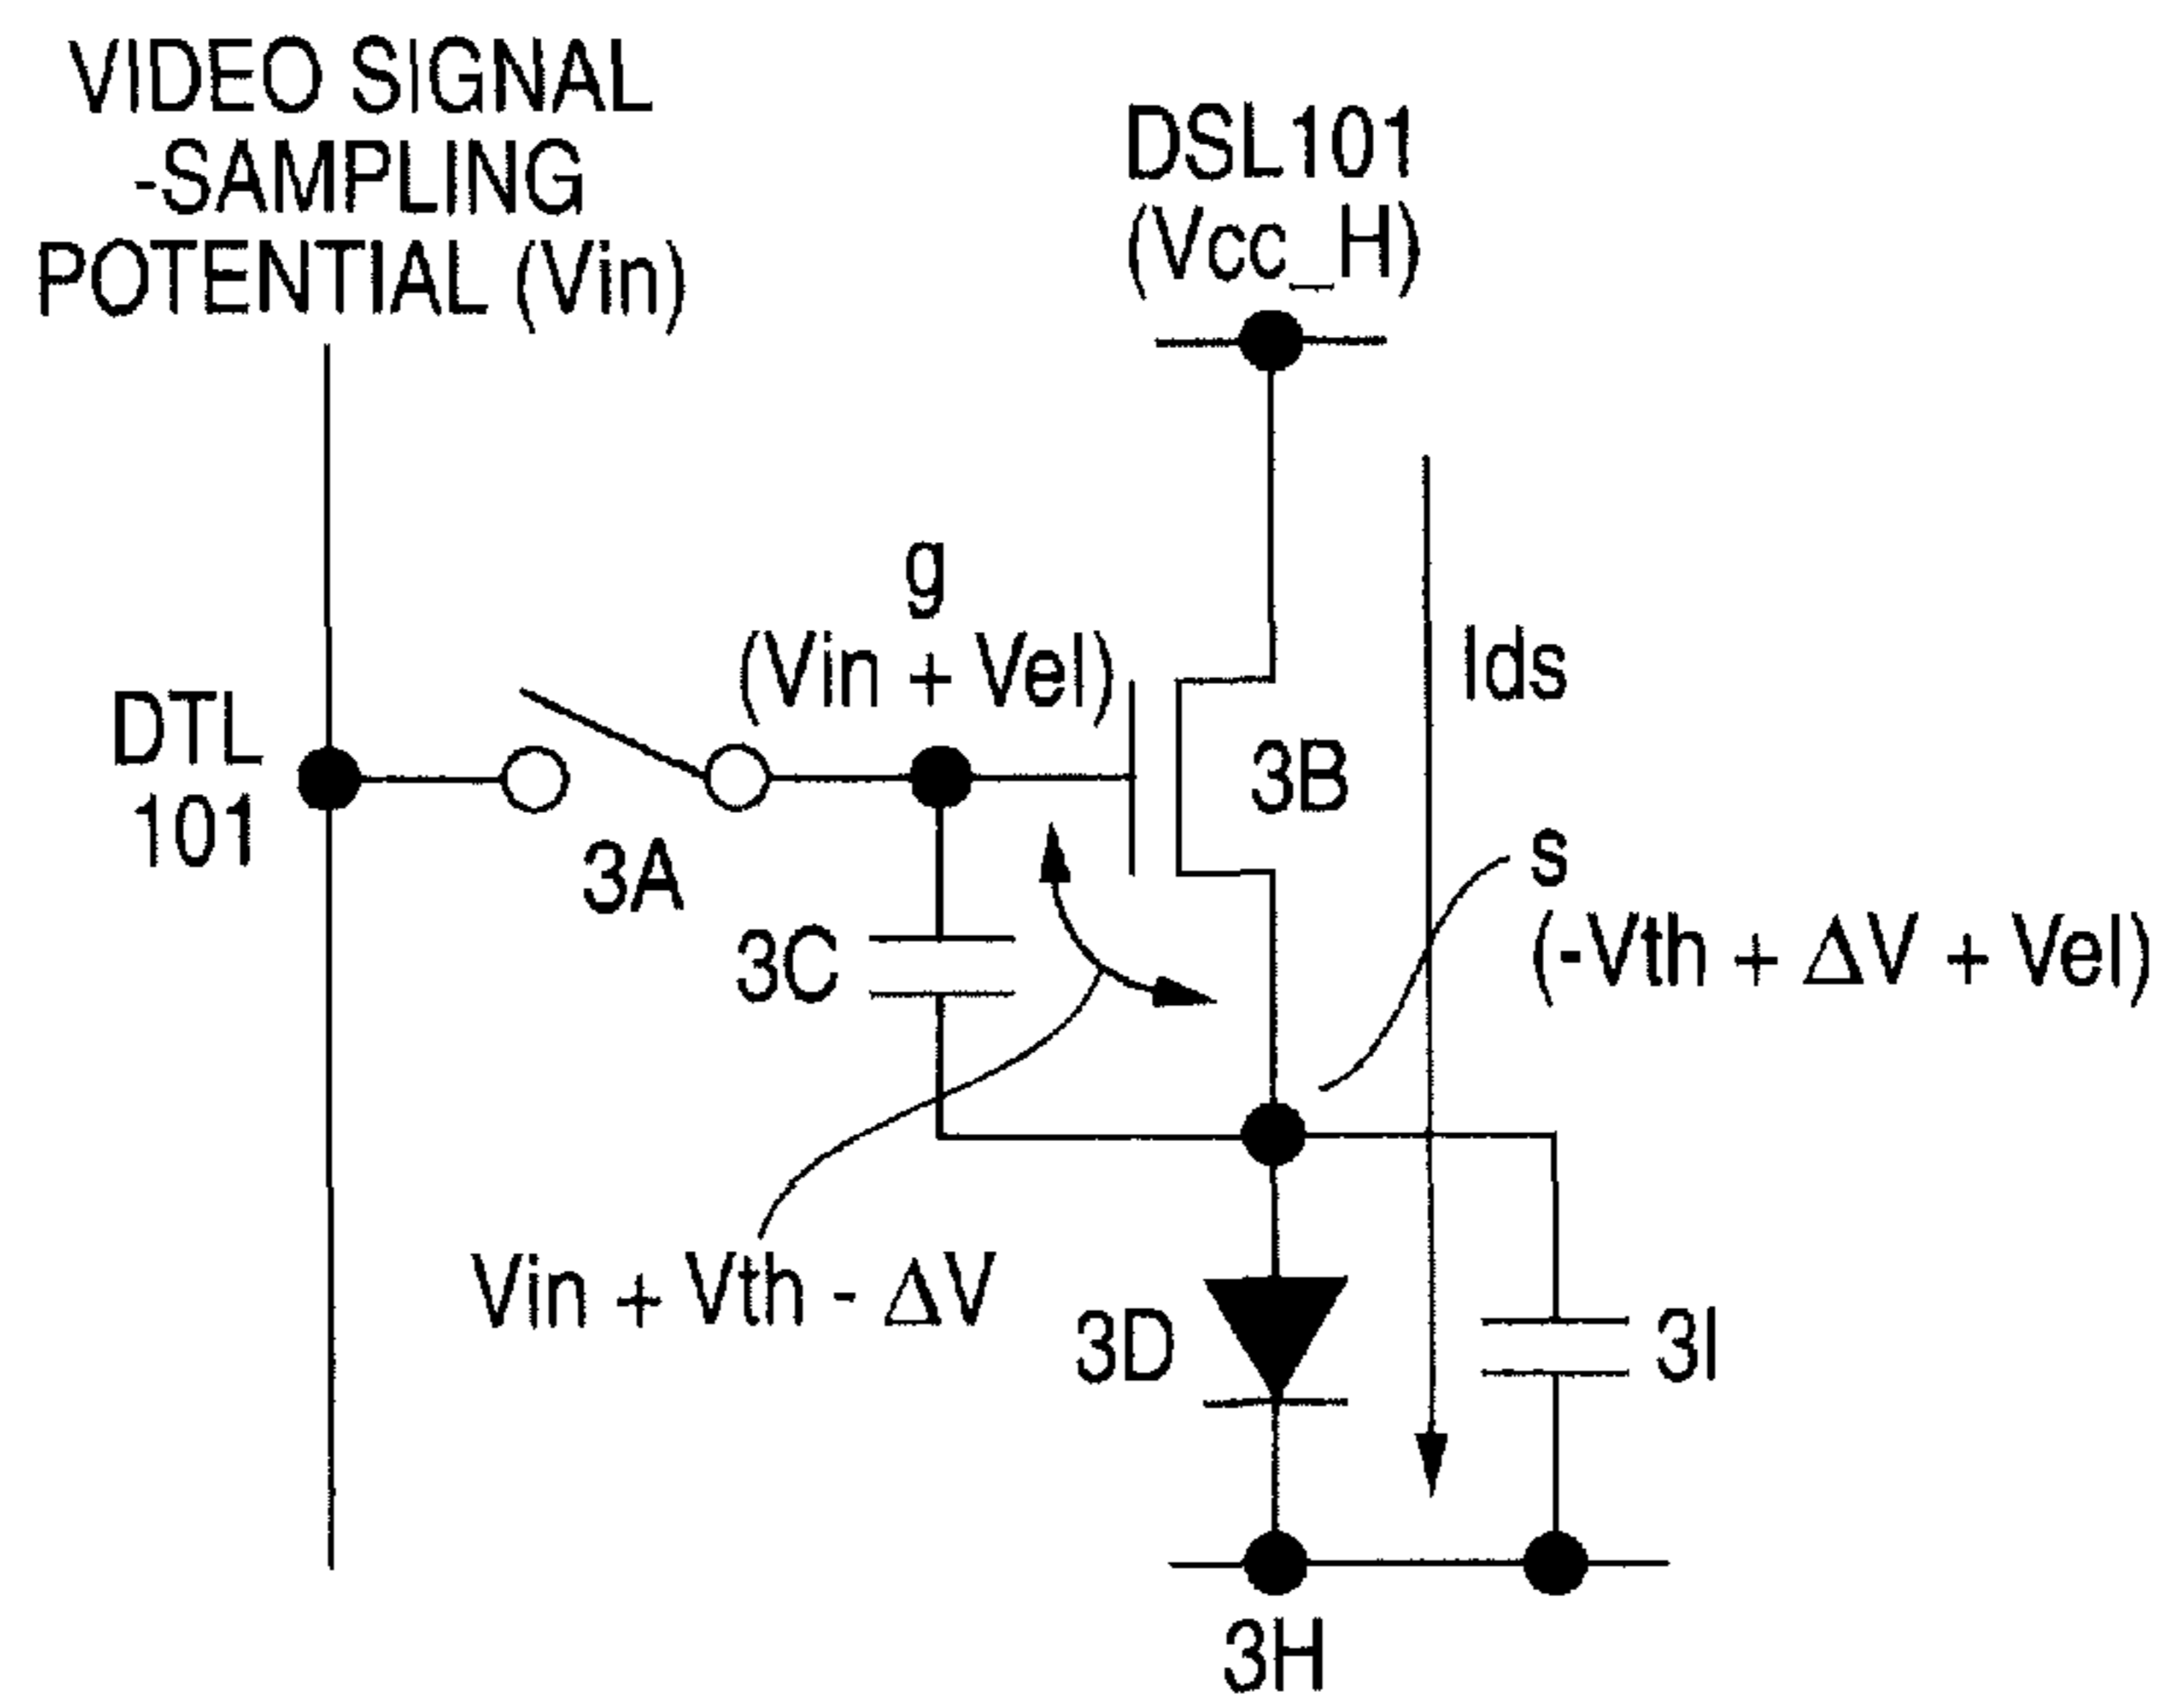 VIDEO SIGNAL
-SAMPLING
POTENTIAL (Vin)
DSL101
(Vcc_H)
g
(Vin + Vel)
Ids
DTL
101
3A
3B
s
(-Vth + ΔV + Vel)
3C
Vin + Vth - ΔV
3D
3I
3H